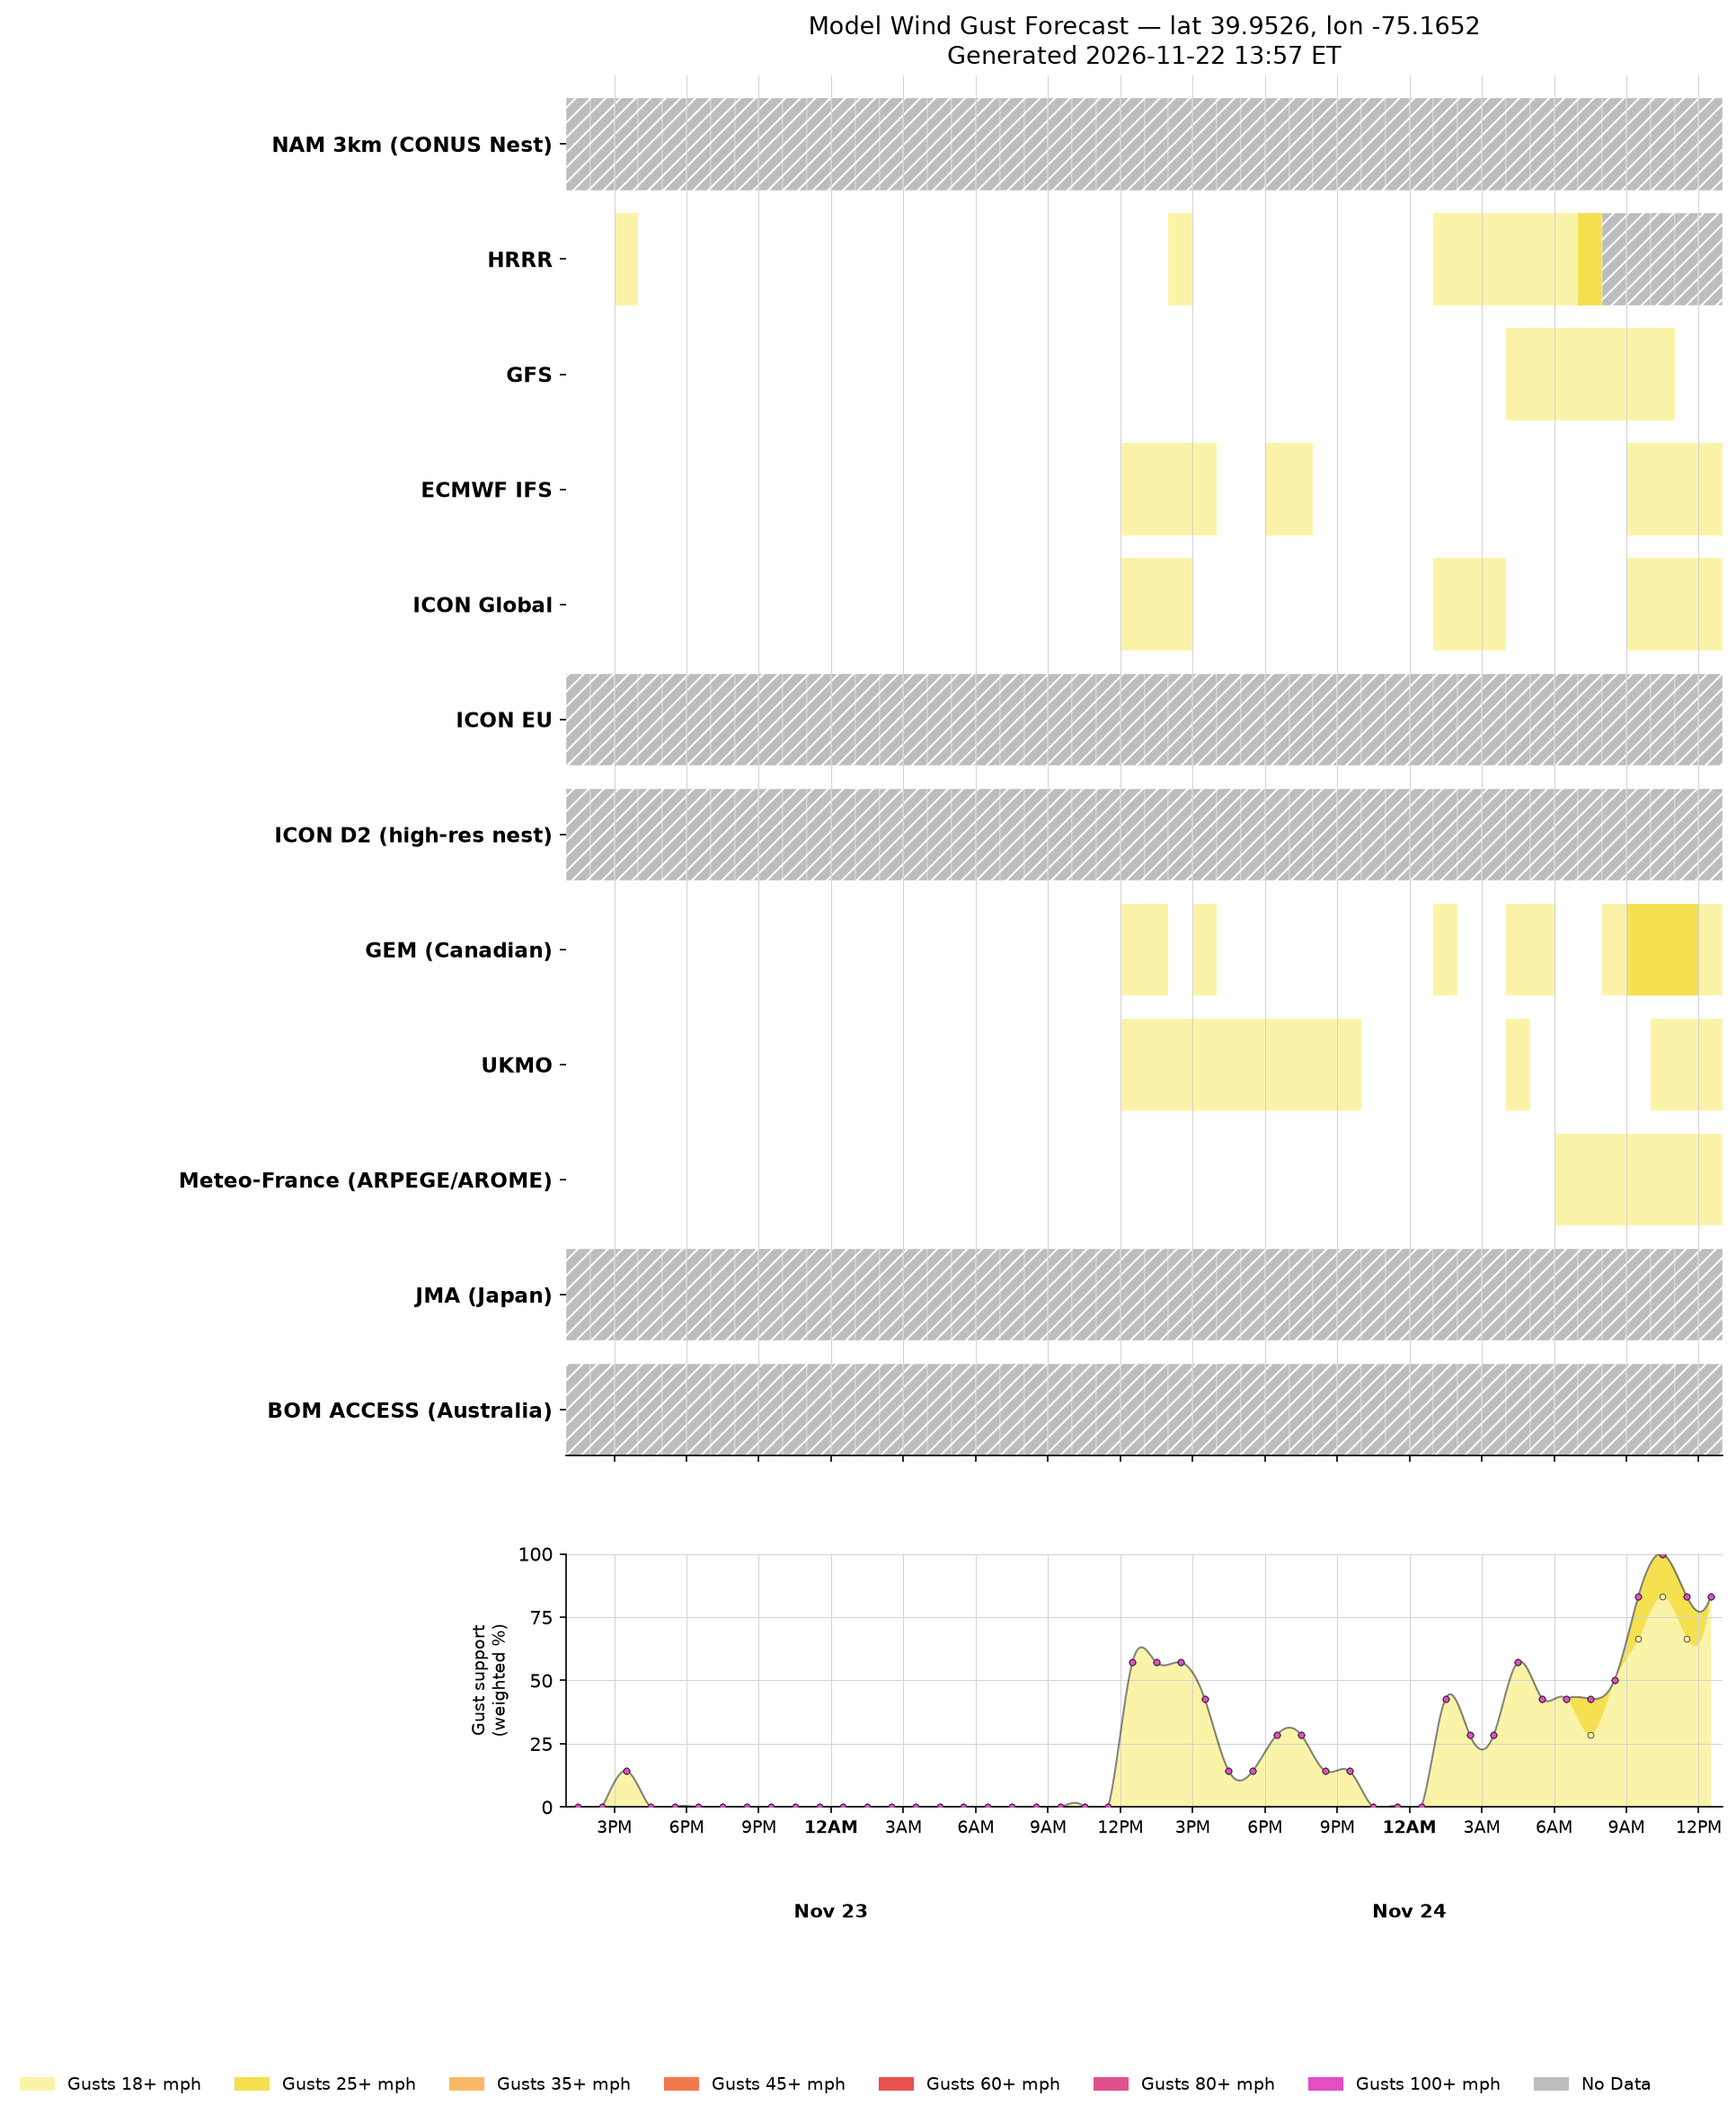 Model Wind Gust Forecast — lat 39.9526, lon -75.1652
Generated 2026-11-22 13:57 ET
NAM 3km (CONUS Nest)
HRRR
GFS
ECMWF IFS
ICON Global
ICON EU
ICON D2 (high-res nest)
GEM (Canadian)
UKMO
Meteo-France (ARPEGE/AROME)
JMA (Japan)
BOM ACCESS (Australia)
Gust support
(weighted %)
100
75
50
25
0
3PM 6PM 9PM 12AM 3AM 6AM 9AM 12PM 3PM 6PM 9PM 12AM 3AM 6AM 9AM 12PM
Nov 23 Nov 24
Gusts 18+ mph Gusts 25+ mph Gusts 35+ mph Gusts 45+ mph Gusts 60+ mph Gusts 80+ mph Gusts 100+ mph No Data